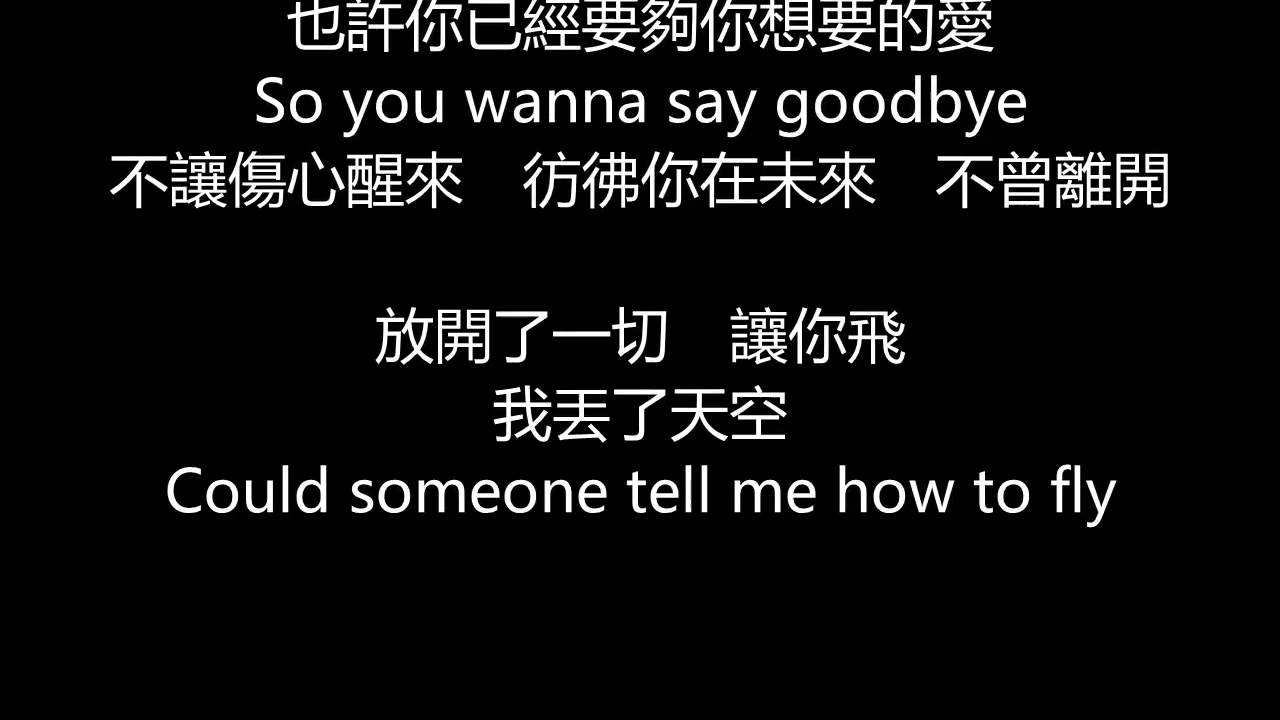 也許你已經要夠你想要的愛
So you wanna say goodbye
不讓傷心醒來　彷彿你在未來　不曾離開
放開了一切　讓你飛
我丟了天空
Could someone tell me how to fly